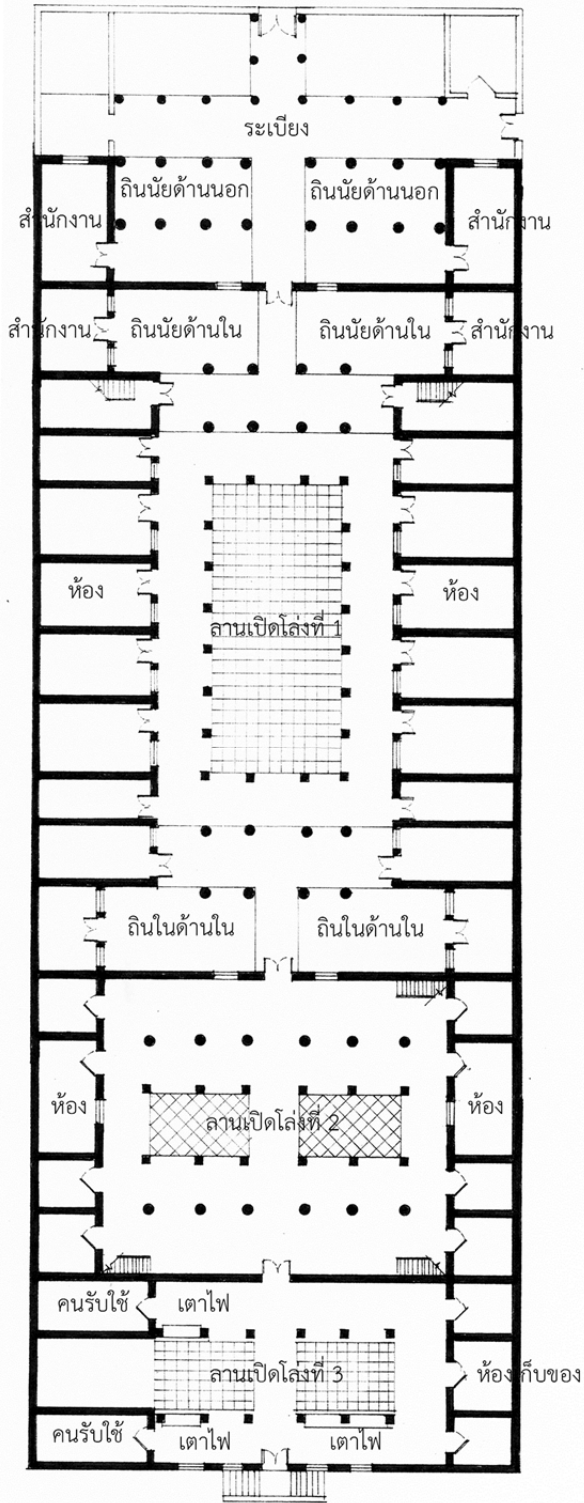 ระเบียง
ถินนัยด้านนอก ถินนัยด้านนอก
สำนักงาน สำนักงาน
สำนักงาน ถินนัยด้านใน ถินนัยด้านใน สำนักงาน
ห้อง ห้อง
ลานเปิดโล่งที่ 1
ถินในด้านใน ถินในด้านใน
ห้อง ลานเปิดโล่งที่ 2 ห้อง
คนรับใช้ เตาไฟ
ลานเปิดโล่งที่ 3 ห้องเก็บของ
คนรับใช้ เตาไฟ เตาไฟ